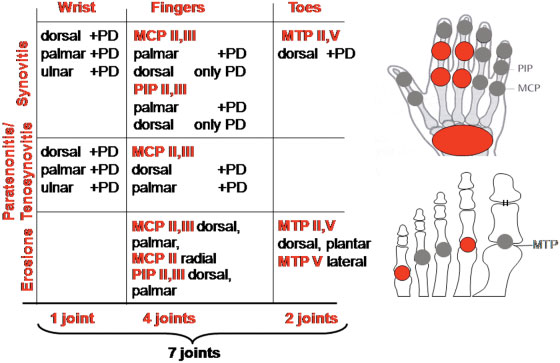 Wrist Fingers Toes
Synovitis
dorsal +PD
palmar +PD
ulnar +PD
MCP II,III
palmar +PD
dorsal only PD
PIP II,III
palmar +PD
dorsal only PD
MTP II,V
dorsal +PD
Paratenonitis/
Tenosynovitis
dorsal +PD
palmar +PD
ulnar +PD
MCP II,III
dorsal +PD
palmar +PD
Erosions
MCP II,III dorsal,
palmar,
MCP II radial
PIP II,III dorsal,
palmar
MTP II,V
dorsal, plantar
MTP V lateral
1 joint 4 joints 2 joints
7 joints
PIP
MCP
MTP